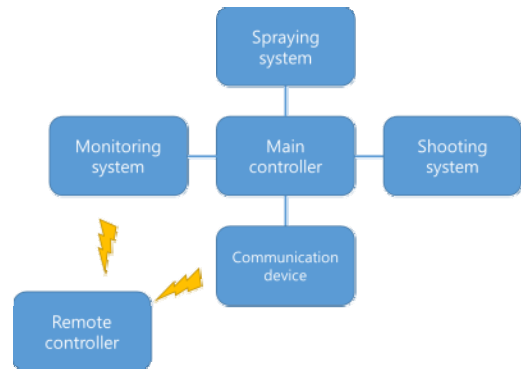 Spraying
system
Monitoring
system
Main
controller
Shooting
system
Communication
device
Remote
controller